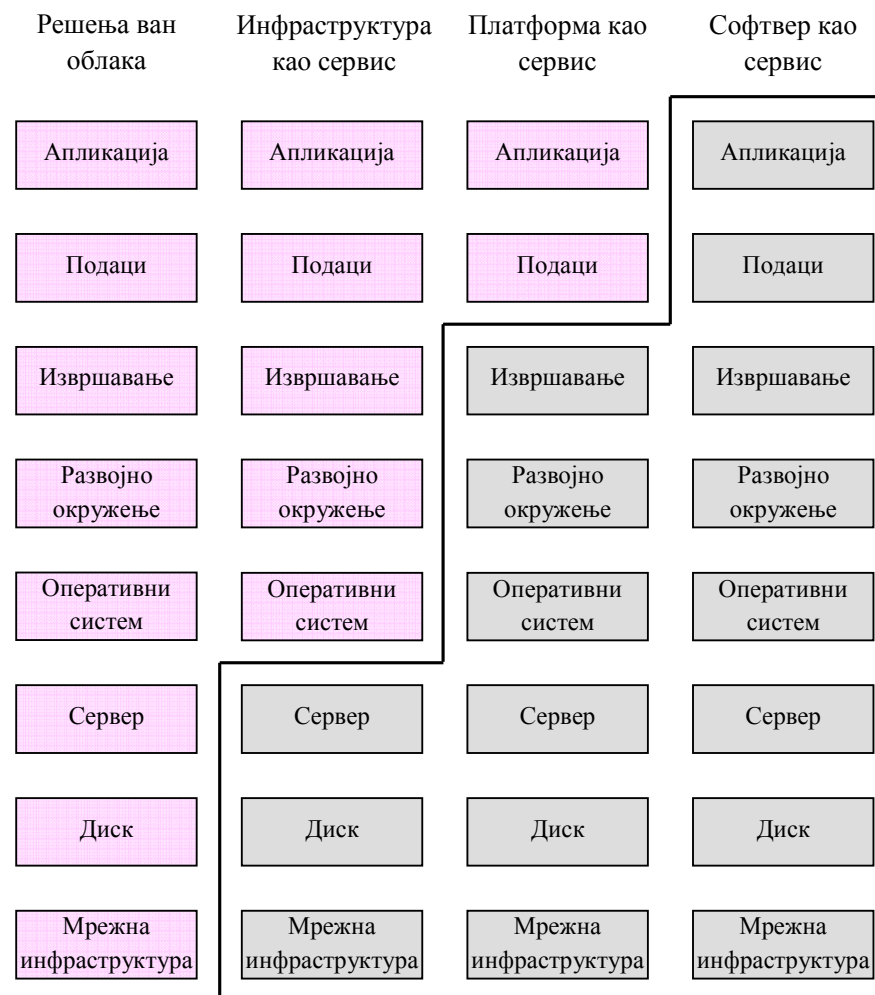 Решења ван
облака
Инфраструктура
као сервис
Платформа као
сервис
Софтвер као
сервис
Апликација
Апликација
Апликација
Апликација
Подаци
Подаци
Подаци
Подаци
Извршавање
Извршавање
Извршавање
Извршавање
Развојно
окружење
Развојно
окружење
Развојно
окружење
Развојно
окружење
Оперативни
систем
Оперативни
систем
Оперативни
систем
Оперативни
систем
Сервер
Сервер
Сервер
Сервер
Диск
Диск
Диск
Диск
Мрежна
инфраструктура
Мрежна
инфраструктура
Мрежна
инфраструктура
Мрежна
инфраструктура